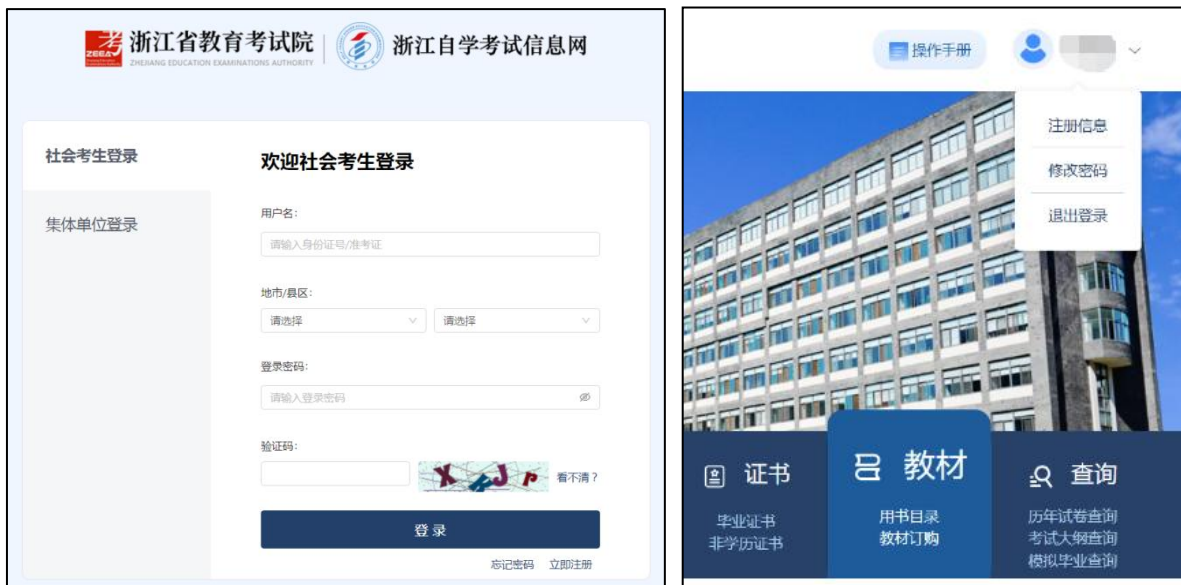 浙江省教育考试院
ZHEJIANG EDUCATION EXAMINATIONS AUTHORITY
考
ZEEA
浙江自学考试信息网
社会考生登录
集体单位登录
欢迎社会考生登录
用户名：
请输入身份证号/准考证
地市/县区：
请选择 请选择
登录密码：
请输入登录密码
验证码：
看不清？
登 录
忘记密码 立即注册
操作手册
注册信息
修改密码
退出登录
证书
毕业证书
非学历证书
教材
用书目录
教材订购
查询
历年试卷查询
考试大纲查询
模拟毕业查询